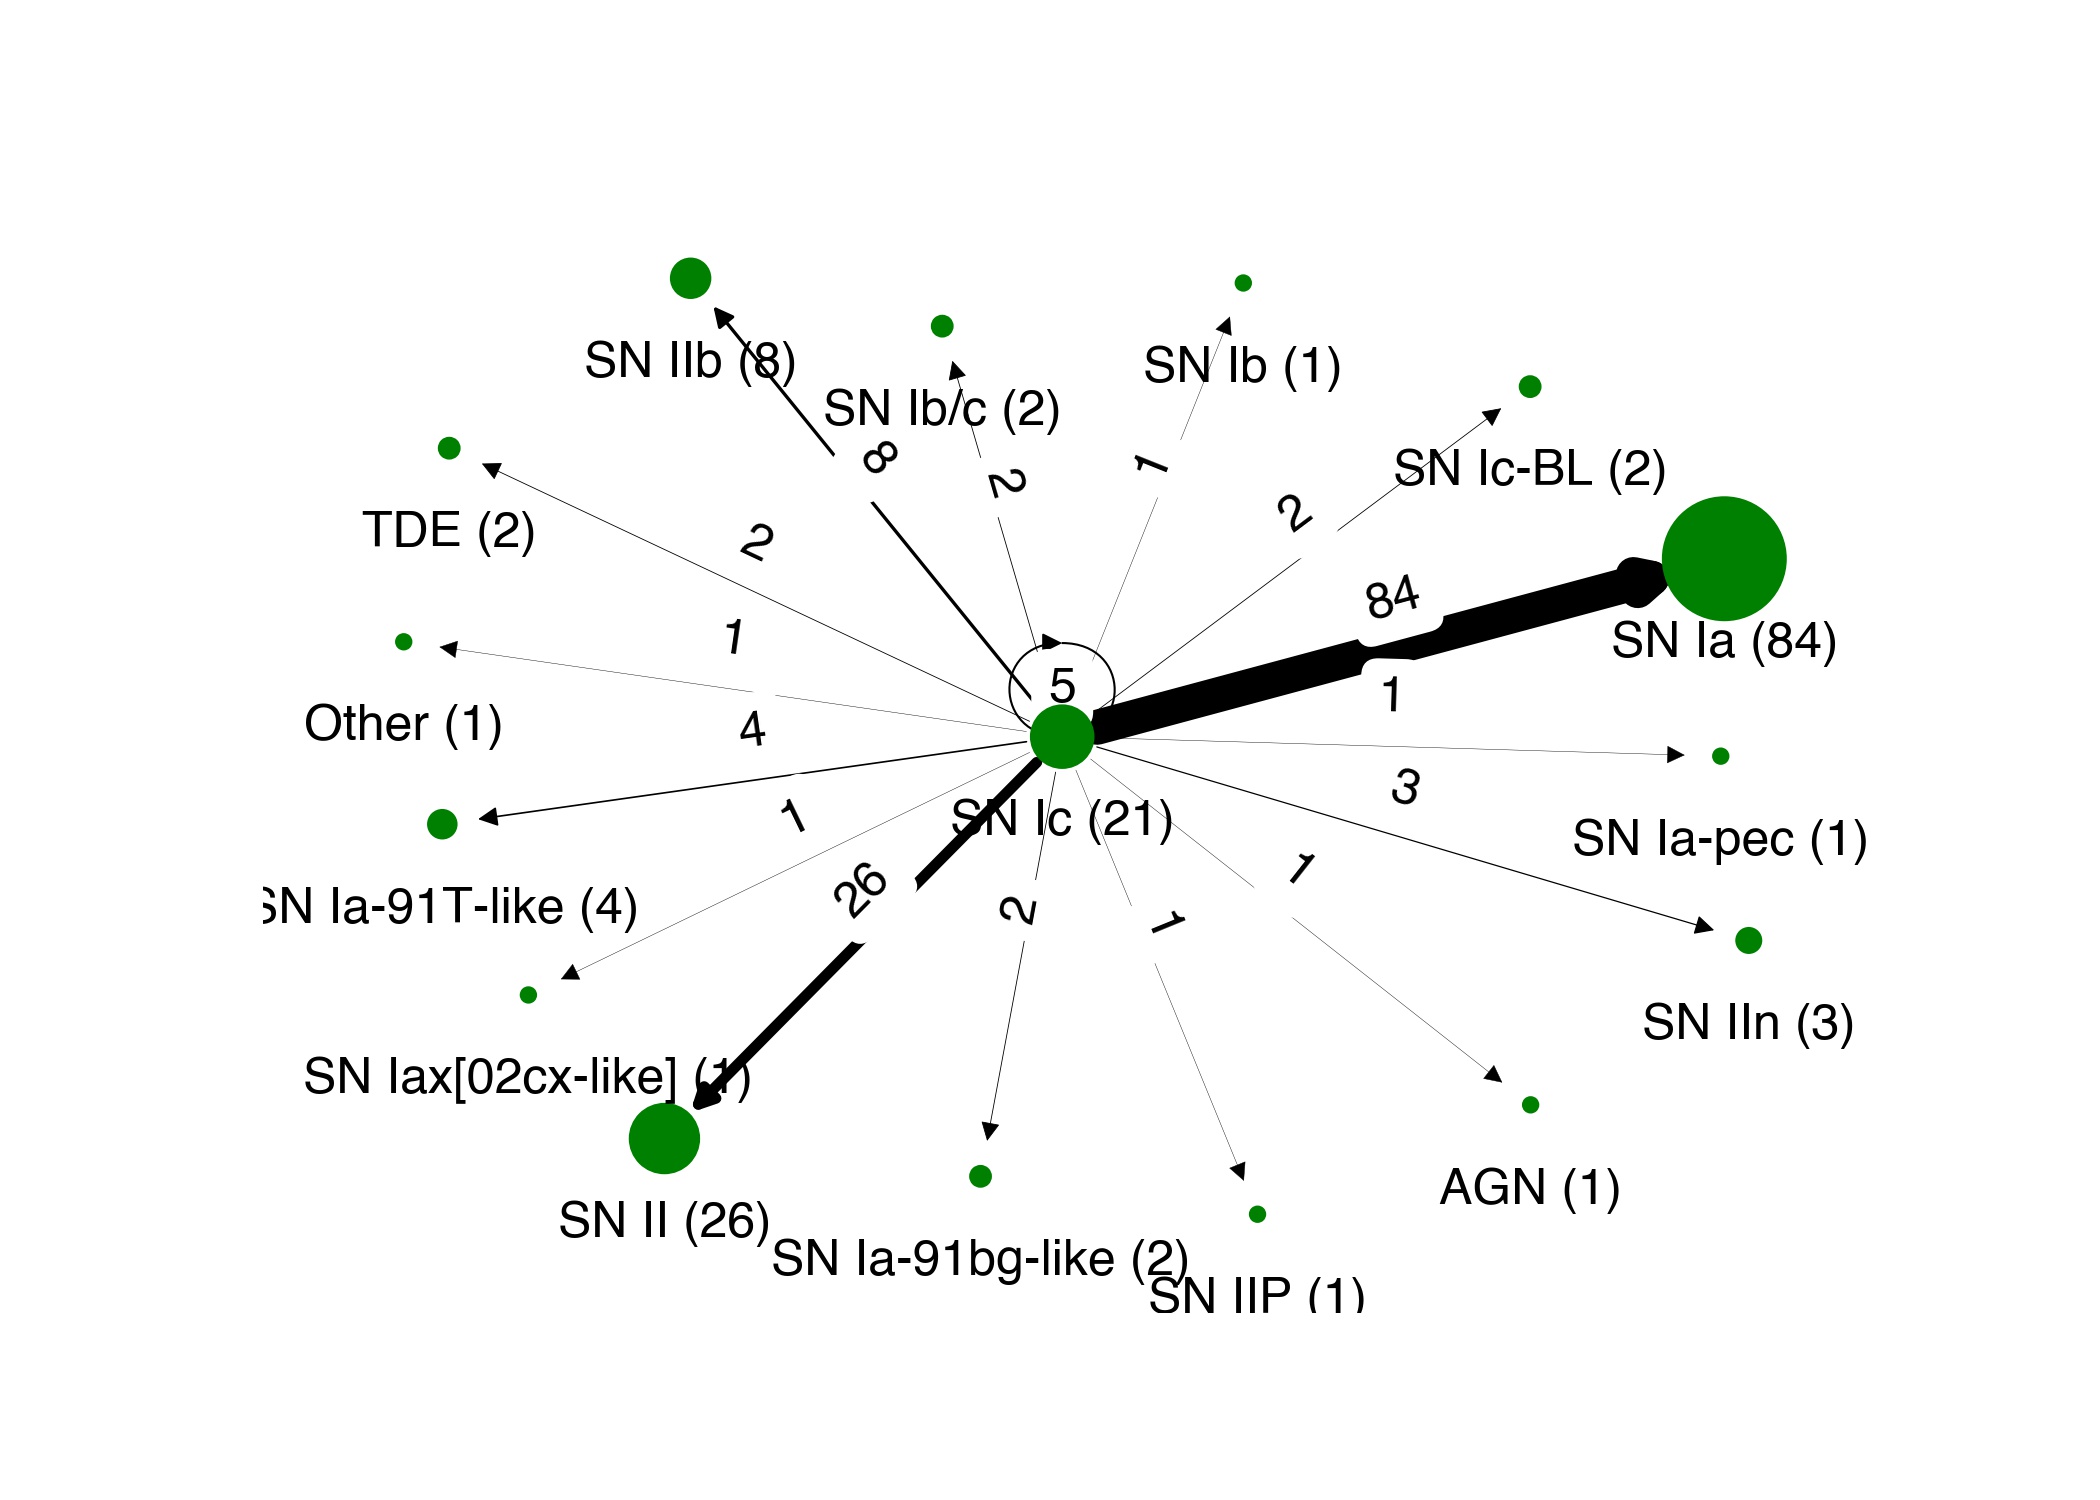 SN IIb (8)
SN Ib/c (2)
SN Ib (1)
SN Ic-BL (2)
8
2
1
2
TDE (2)
2
84
SN Ia (84)
1
Other (1)
5
1
4
3
SN Ia-pec (1)
SN Ic (21)
1
SN Ia-91T-like (4)
26
2
1
1
SN IIn (3)
SN Iax[02cx-like] (1)
SN II (26)
SN Ia-91bg-like (2)
AGN (1)
SN IIP (1)